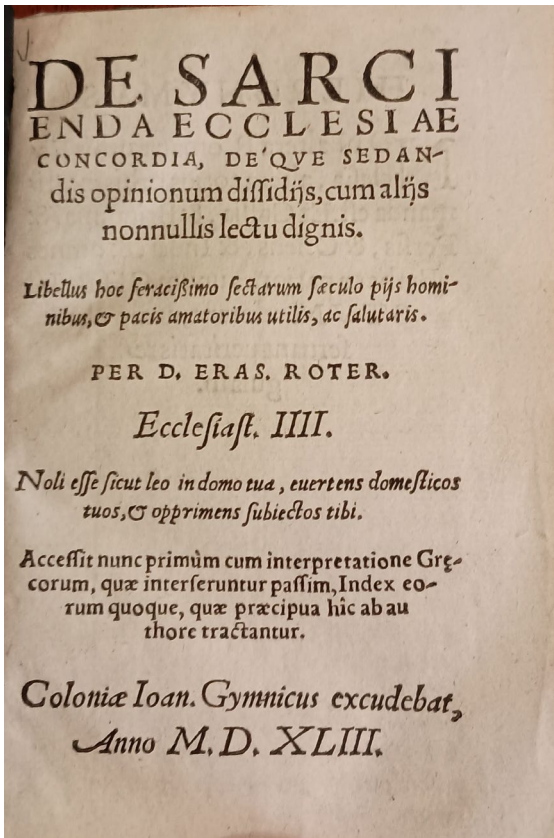 DE SARCI
ENDA ECCLESIAE
CONCORDIA, DE'QVE SEDAN-
dis opinionum dissidijs, cum alijs
nonnullis lectu dignis.
Libellus hoc feracißimo sectarum sæculo pijs homi-
nibus, & pacis amatoribus utilis, ac salutaris.
PER D. ERAS. ROTER.
Ecclesiast. IIII.
Noli esse sicut leo in domo tua, euertens domesticos
tuos, & opprimens subiectos tibi.
Accessit nunc primùm cum interpretatione Grę-
corum, quæ interseruntur passim, Index eo-
rum quoque, quæ præcipua hîc ab au
thore tractantur.
Coloniæ Ioan. Gymnicus excudebat,
Anno M. D. XLIII.